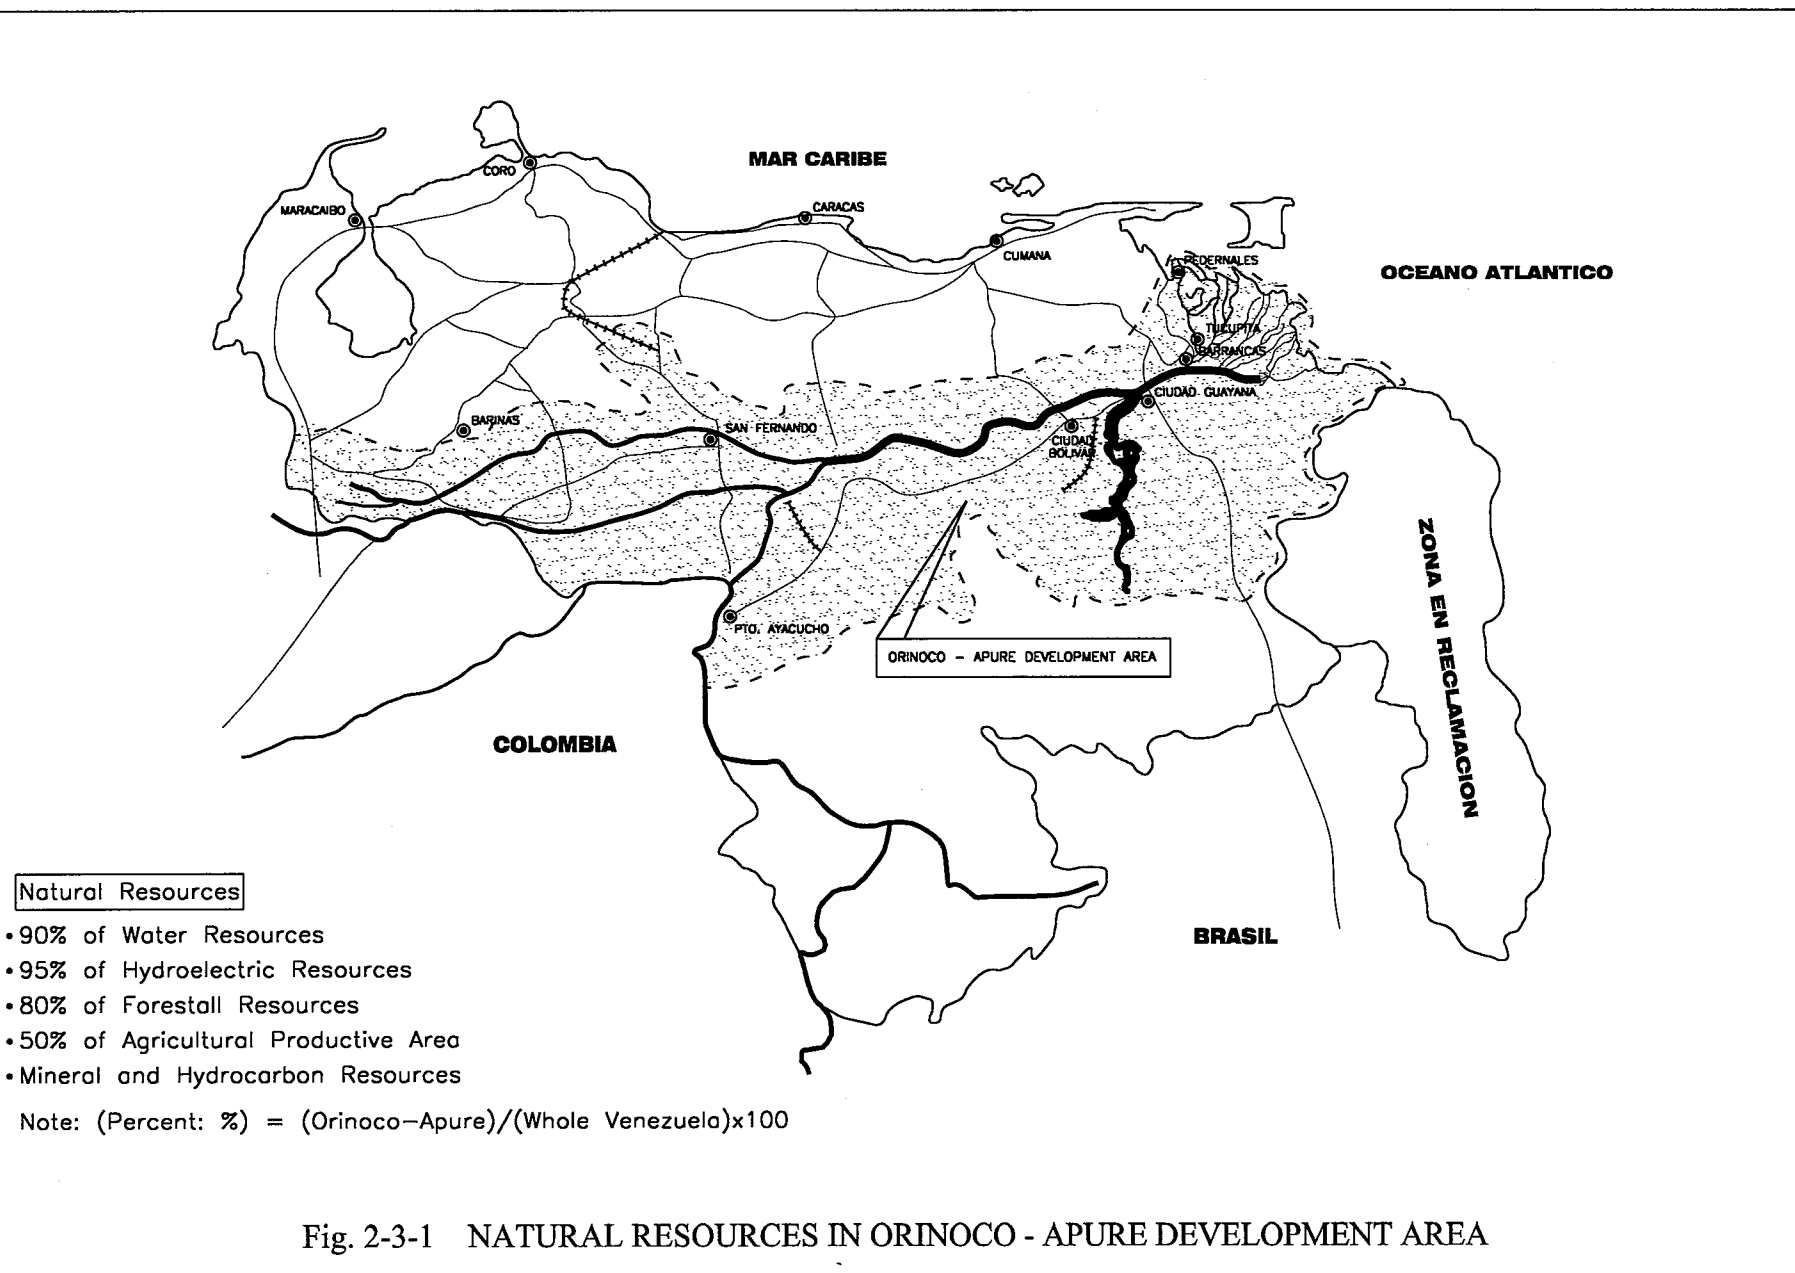 MAR CARIBE
CORO
MARACAIBO
CARACAS
CUMANA
PEDERNALES
OCEANO ATLANTICO
TUCUPITA
BARRANCAS
CIUDAD GUAYANA
BARINAS
SAN FERNANDO
CIUDAD
BOLIVAR
ZONA EN RECLAMACION
PTO. AYACUCHO
ORINOCO - APURE DEVELOPMENT AREA
COLOMBIA
BRASIL
Natural Resources
•90% of Water Resources
•95% of Hydroelectric Resources
•80% of Forestall Resources
•50% of Agricultural Productive Area
•Mineral and Hydrocarbon Resources
Note: (Percent: %) = (Orinoco-Apure)/(Whole Venezuela)x100
Fig. 2-3-1 NATURAL RESOURCES IN ORINOCO - APURE DEVELOPMENT AREA